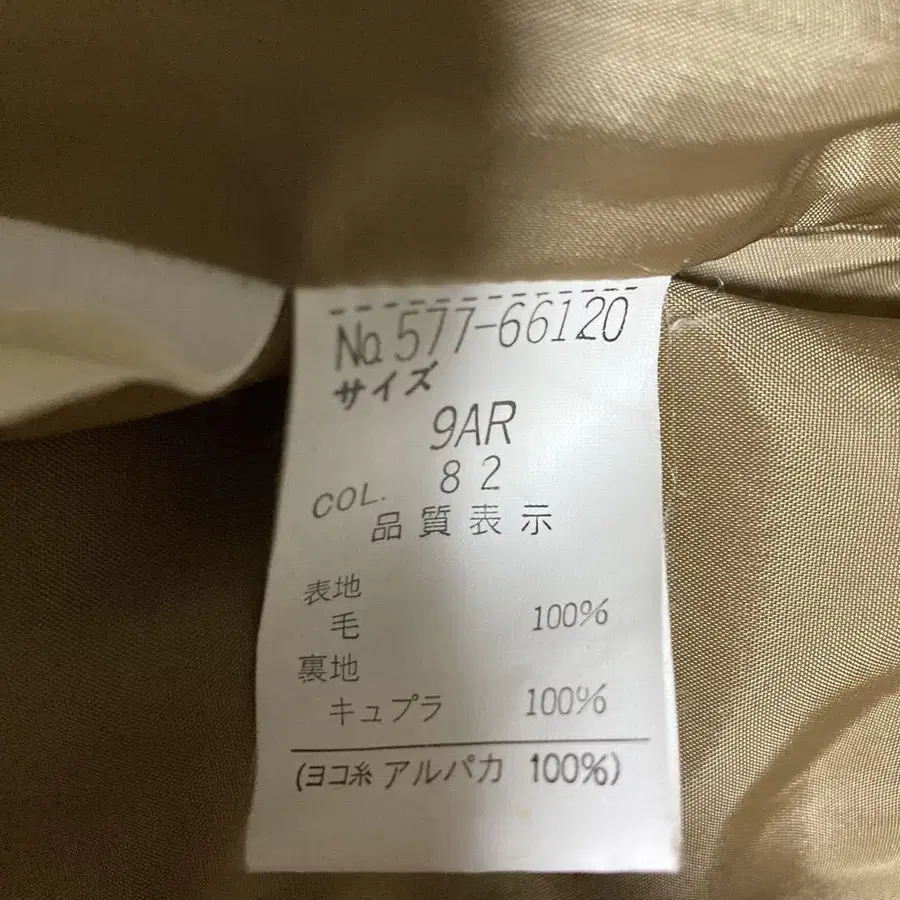 No.577-66120
サイズ
9AR
COL. 82
品質表示
表地
毛 100%
裏地
キュプラ 100%
(ヨコ糸 アルパカ 100%)